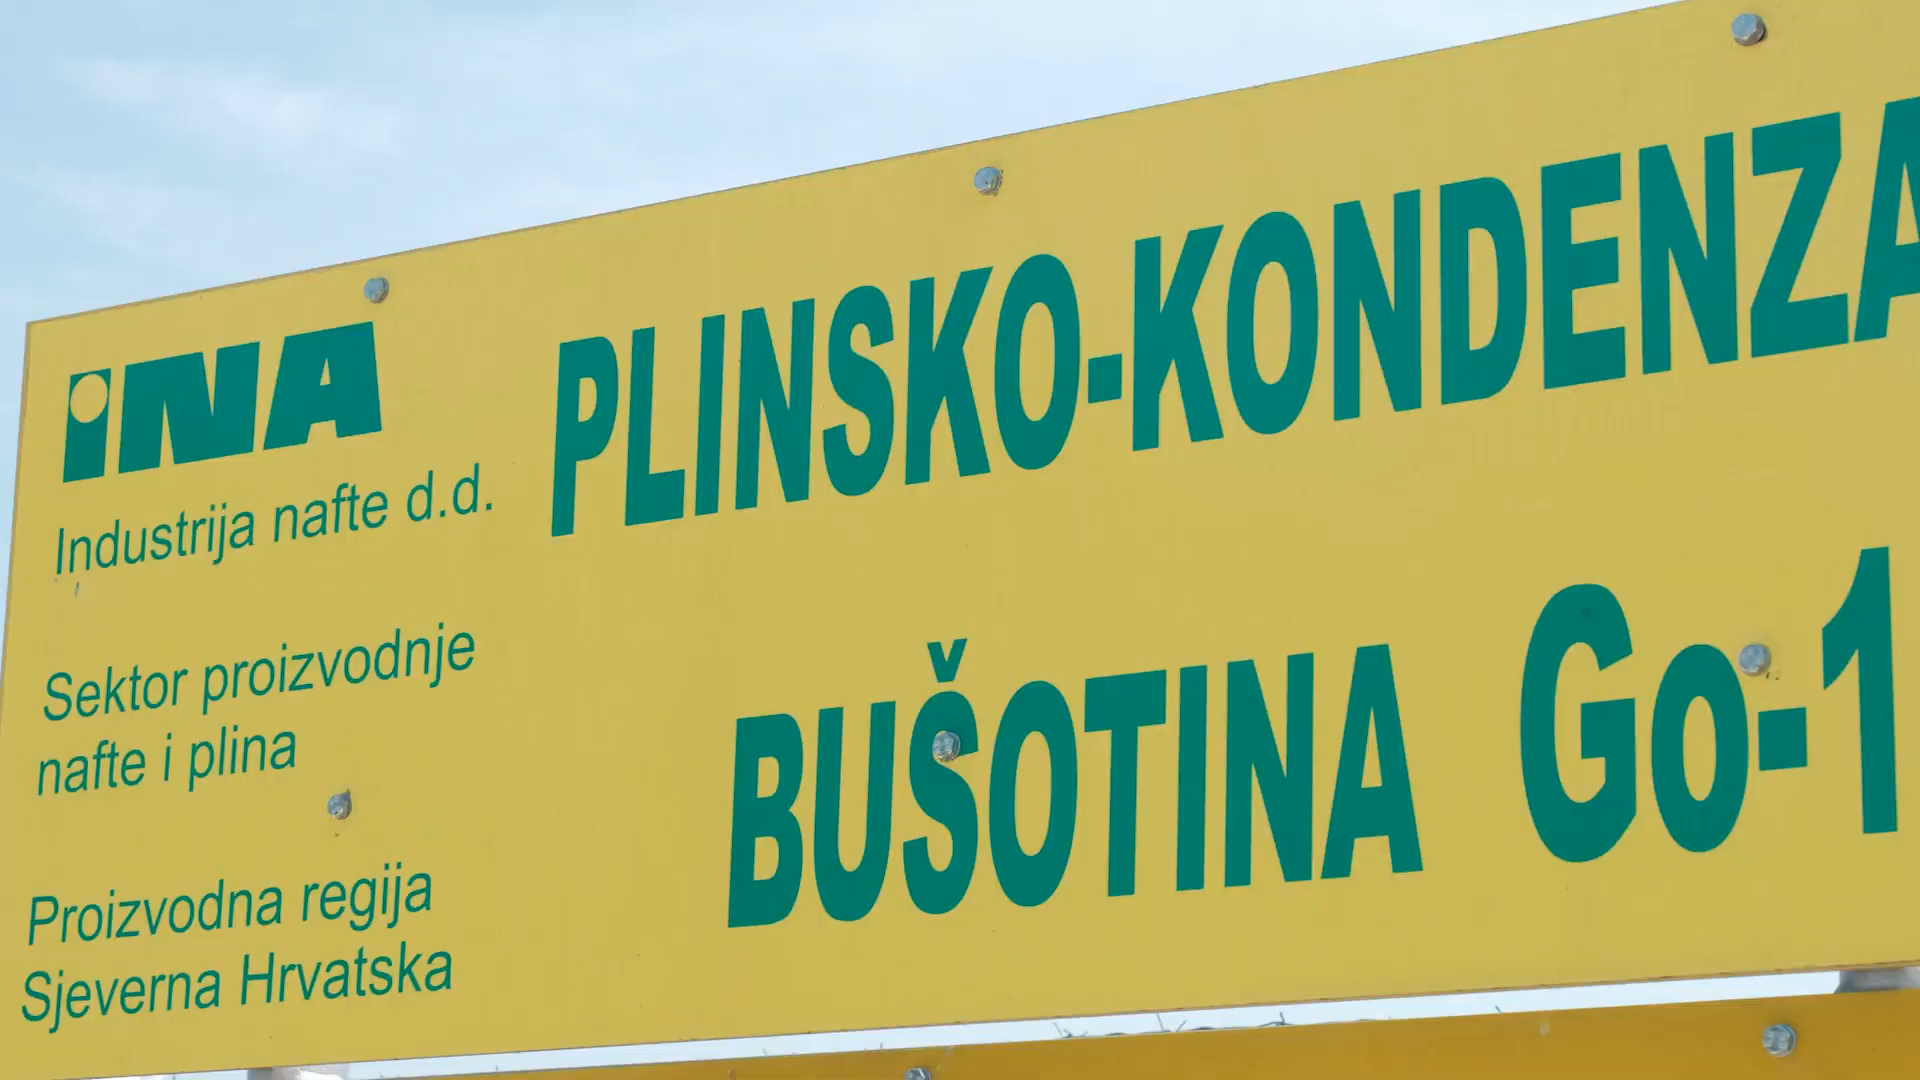 iNA
Industrija nafte d.d.
Sektor proizvodnje
nafte i plina
Proizvodna regija
Sjeverna Hrvatska
PLINSKO-KONDENZA
BUŠOTINA Go-1